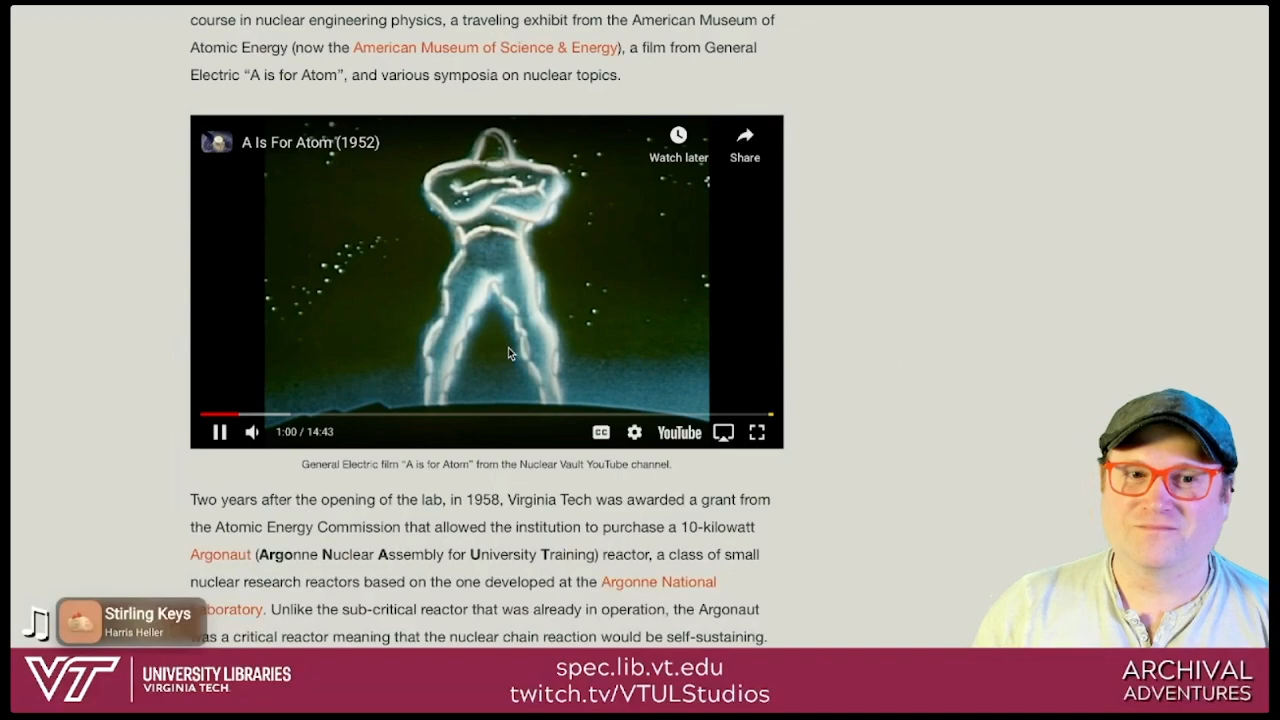 course in nuclear engineering physics, a traveling exhibit from the American Museum of
Atomic Energy (now the American Museum of Science & Energy), a film from General
Electric “A is for Atom”, and various symposia on nuclear topics.
A Is For Atom (1952)
Watch later
Share
1:00 / 14:43
CC
YouTube
General Electric film “A is for Atom” from the Nuclear Vault YouTube channel.
Two years after the opening of the lab, in 1958, Virginia Tech was awarded a grant from
the Atomic Energy Commission that allowed the institution to purchase a 10-kilowatt
Argonaut (Argonne Nuclear Assembly for University Training) reactor, a class of small
nuclear research reactors based on the one developed at the Argonne National
aboratory. Unlike the sub-critical reactor that was already in operation, the Argonaut
was a critical reactor meaning that the nuclear chain reaction would be self-sustaining.
Stirling Keys
Harris Heller
VT
UNIVERSITY LIBRARIES
VIRGINIA TECH
spec.lib.vt.edu
twitch.tv/VTULStudios
ARCHIVAL
ADVENTURES